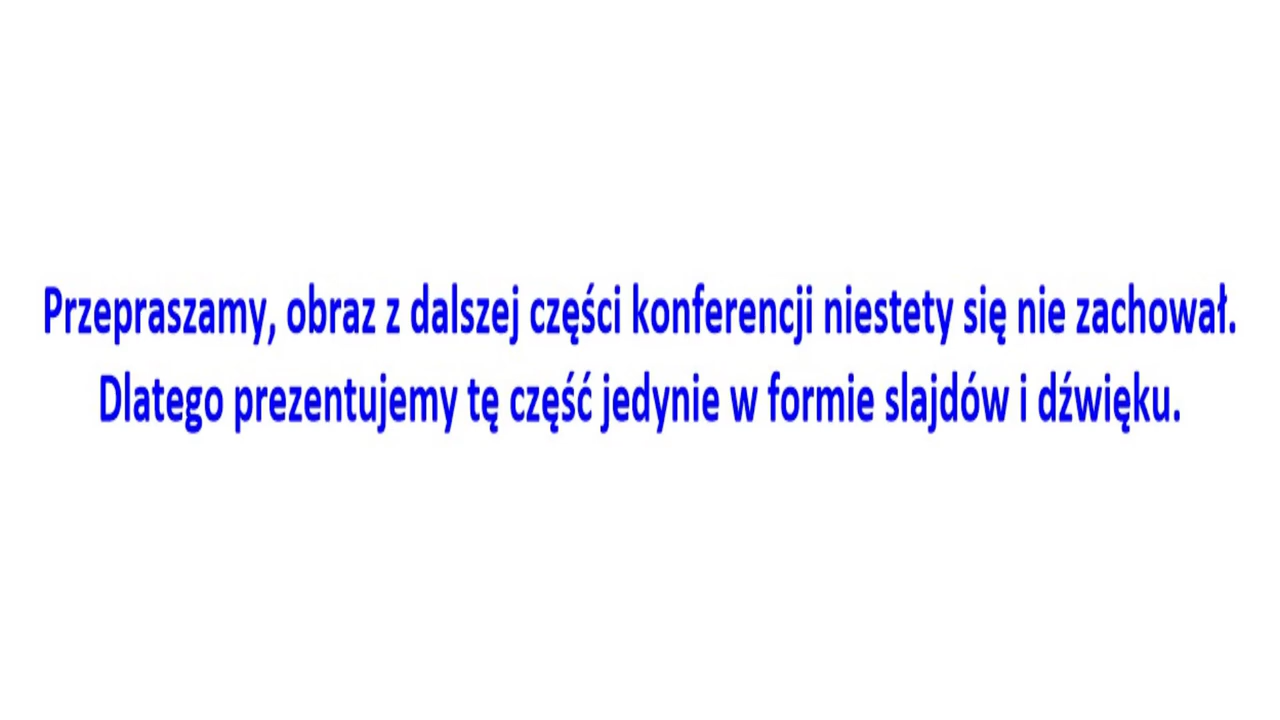 Przepraszamy, obraz z dalszej części konferencji niestety się nie zachował.
Dlatego prezentujemy tę część jedynie w formie slajdów i dźwięku.